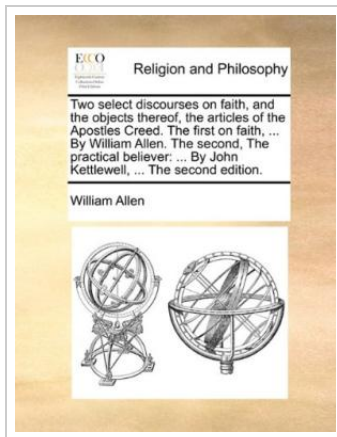 ECCO
Religion and Philosophy
Two select discourses on faith, and
the objects thereof, the articles of the
Apostles Creed. The first on faith, ...
By William Allen. The second, The
practical believer: ... By John
Kettlewell, ... The second edition.
William Allen